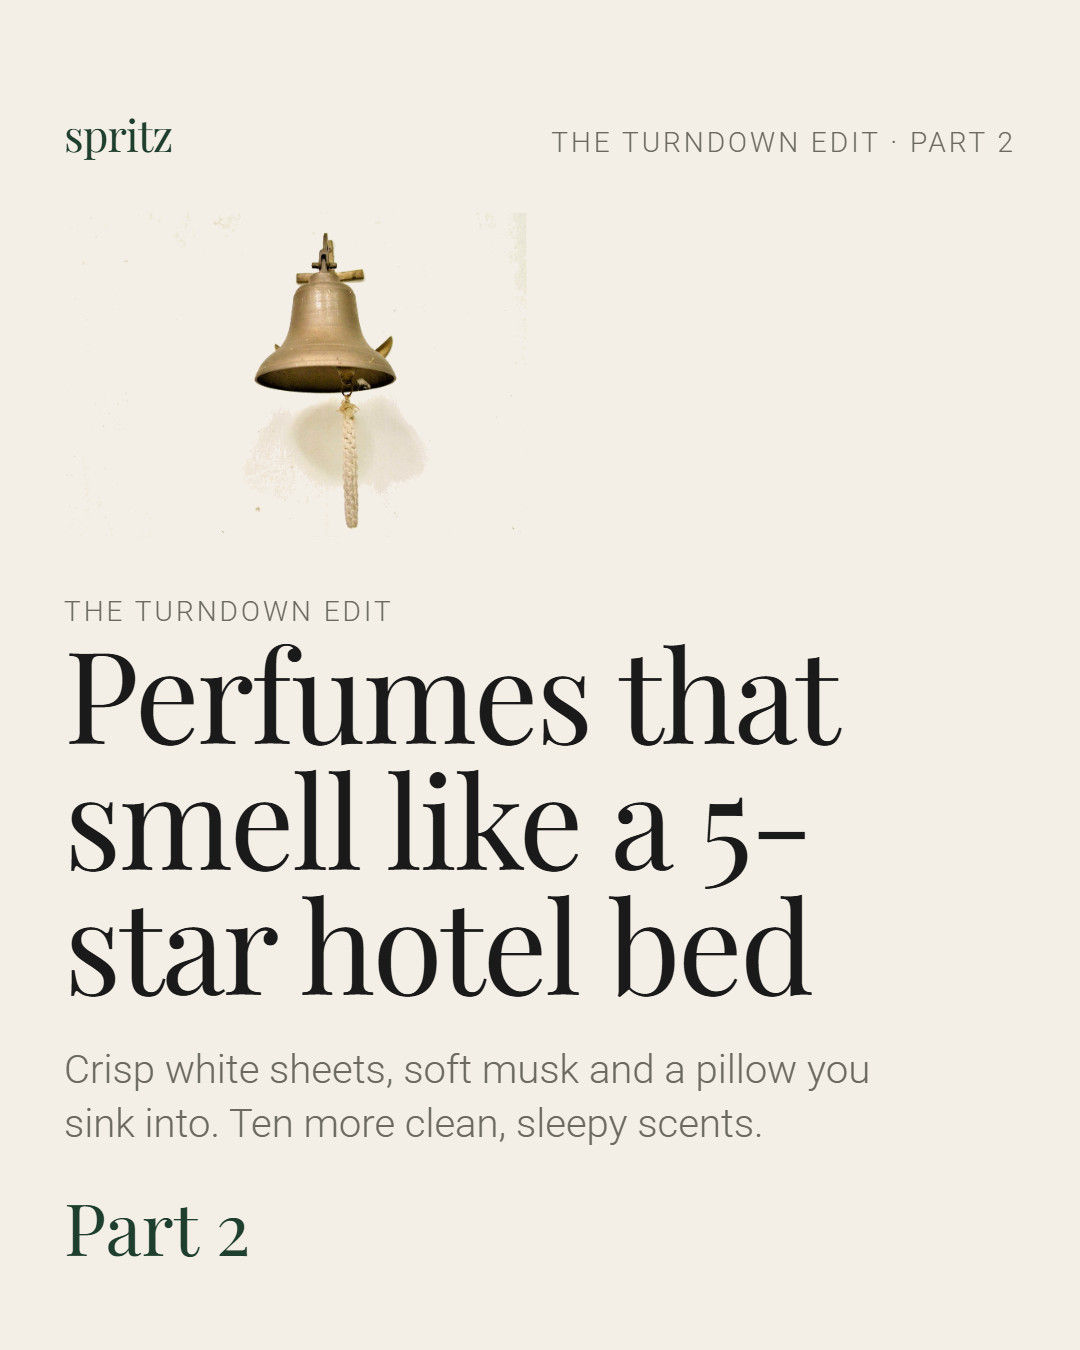 spritz
THE TURNDOWN EDIT · PART 2
THE TURNDOWN EDIT
Perfumes that
smell like a 5-
star hotel bed
Crisp white sheets, soft musk and a pillow you
sink into. Ten more clean, sleepy scents.
Part 2